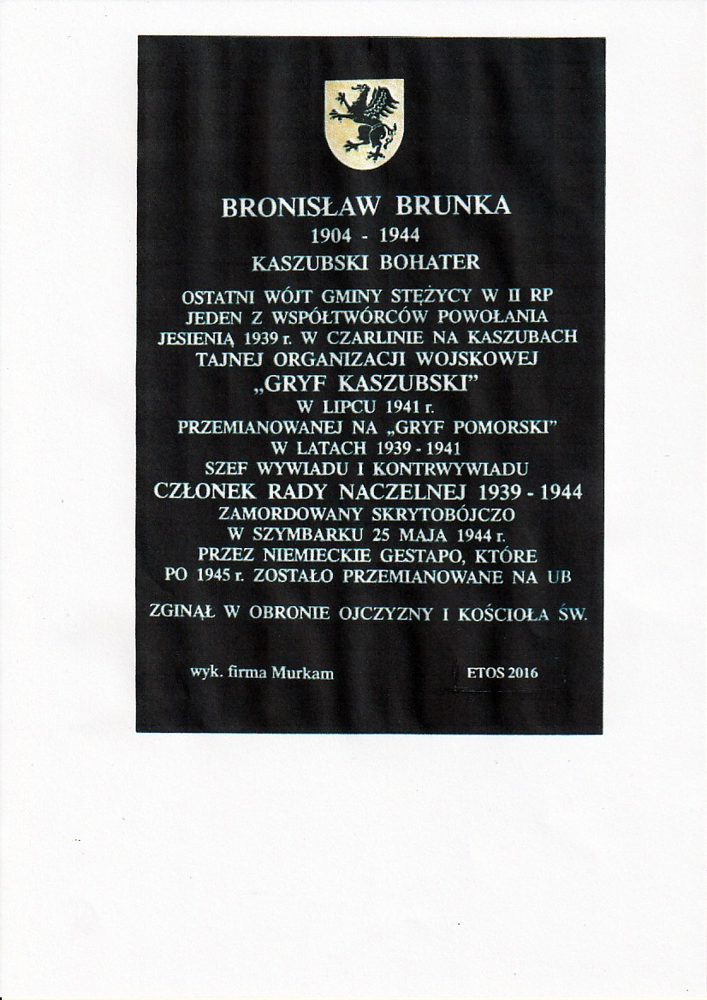 BRONISŁAW BRUNKA
1904 - 1944
KASZUBSKI BOHATER
OSTATNI WÓJT GMINY STĘŻYCY W II RP
JEDEN Z WSPÓŁTWÓRCÓW POWOŁANIA
JESIENIĄ 1939 r. W CZARLINIE NA KASZUBACH
TAJNEJ ORGANIZACJI WOJSKOWEJ
„GRYF KASZUBSKI”
W LIPCU 1941 r.
PRZEMIANOWANEJ NA „GRYF POMORSKI”
W LATACH 1939 - 1941
SZEF WYWIADU I KONTRWYWIADU
CZŁONEK RADY NACZELNEJ 1939 - 1944
ZAMORDOWANY SKRYTOBÓJCZO
W SZYMBARKU 25 MAJA 1944 r.
PRZEZ NIEMIECKIE GESTAPO, KTÓRE
PO 1945 r. ZOSTAŁO PRZEMIANOWANE NA UB
ZGINĄŁ W OBRONIE OJCZYZNY I KOŚCIOŁA ŚW.
wyk. firma Murkam ETOS 2016